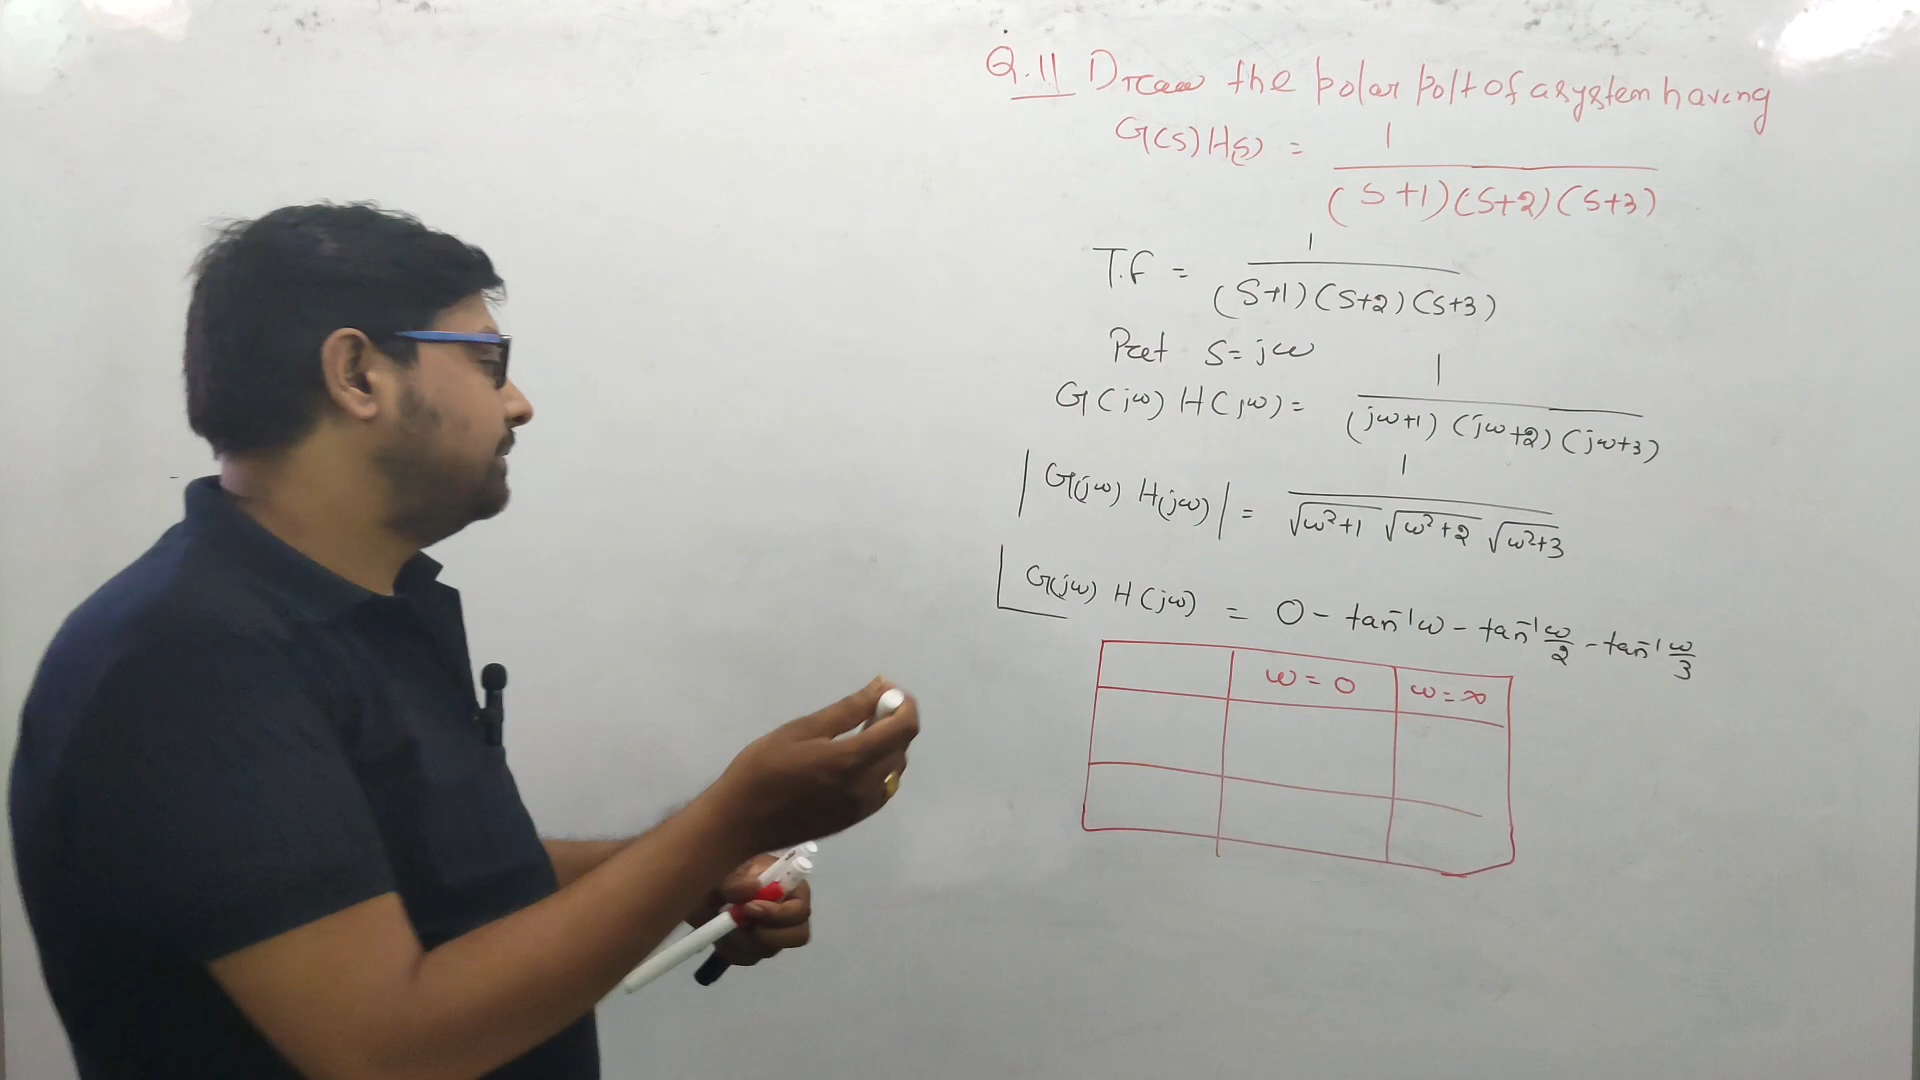 Q.11 Draw the polar polt of a system having
G(s)H(s) = 1 / (S+1)(S+2)(S+3)
T.F = 1 / (S+1)(S+2)(S+3)
Put S=jω
G(jω) H(jω) = 1 / (jω+1) (jω+2) (jω+3)
|G(jω) H(jω)| = 1 / √ω²+1 √ω²+2 √ω²+3
∠G(jω) H(jω) = 0 - tan⁻¹ω - tan⁻¹ω/2 - tan⁻¹ω/3
ω = 0 ω = ∞